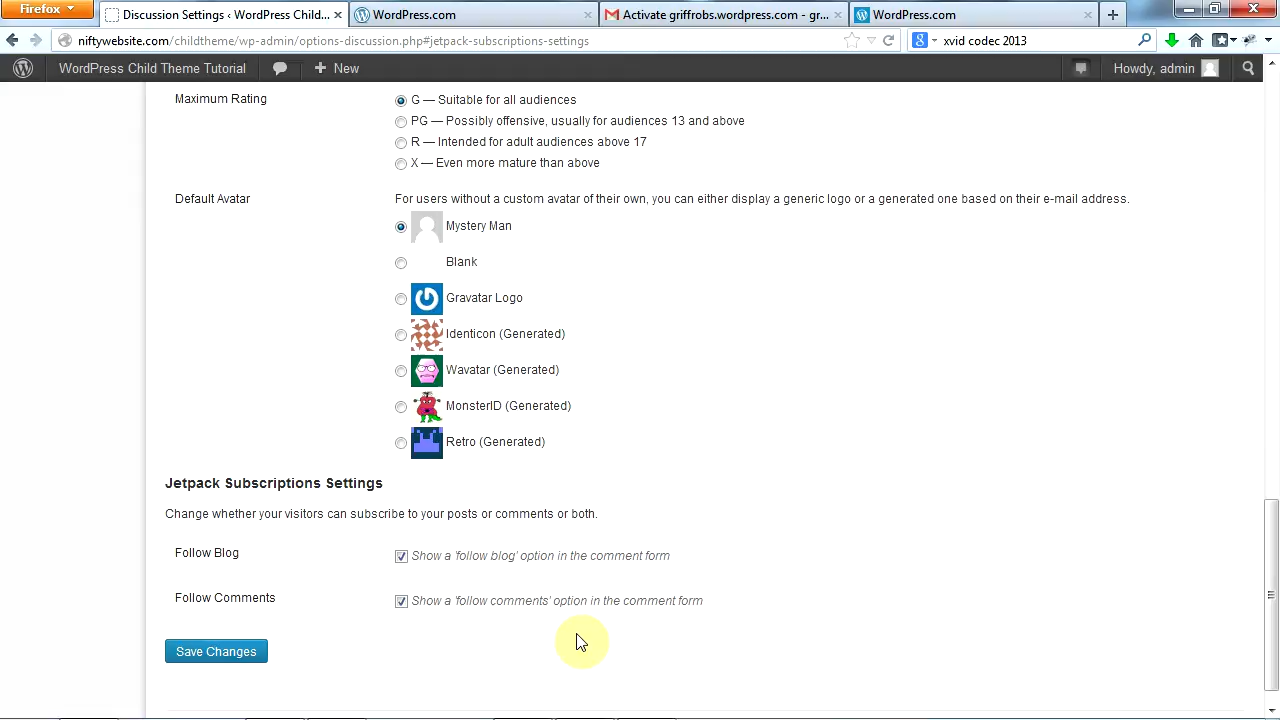 Firefox
Discussion Settings ‹ WordPress Child...
WordPress.com
Activate griffrobs.wordpress.com - gr...
WordPress.com
niftywebsite.com/childtheme/wp-admin/options-discussion.php#jetpack-subscriptions-settings
xvid codec 2013
WordPress Child Theme Tutorial
New
Howdy, admin
Maximum Rating
G — Suitable for all audiences
PG — Possibly offensive, usually for audiences 13 and above
R — Intended for adult audiences above 17
X — Even more mature than above
Default Avatar
For users without a custom avatar of their own, you can either display a generic logo or a generated one based on their e-mail address.
Mystery Man
Blank
Gravatar Logo
Identicon (Generated)
Wavatar (Generated)
MonsterID (Generated)
Retro (Generated)
Jetpack Subscriptions Settings
Change whether your visitors can subscribe to your posts or comments or both.
Follow Blog
Show a 'follow blog' option in the comment form
Follow Comments
Show a 'follow comments' option in the comment form
Save Changes